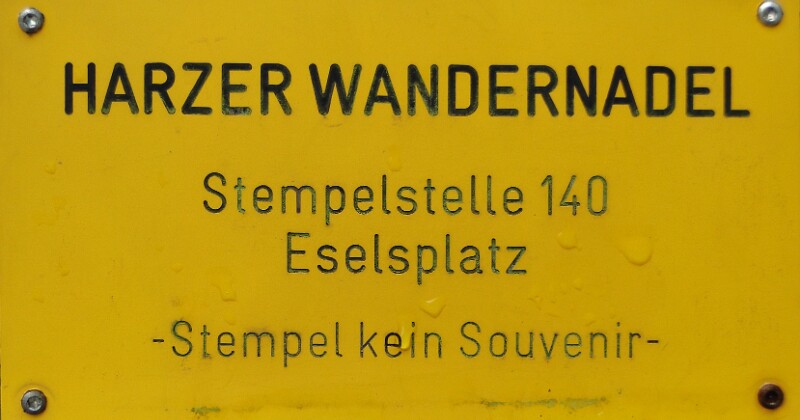 HARZER WANDERNADEL
Stempelstelle 140
Eselsplatz
-Stempel kein Souvenir-